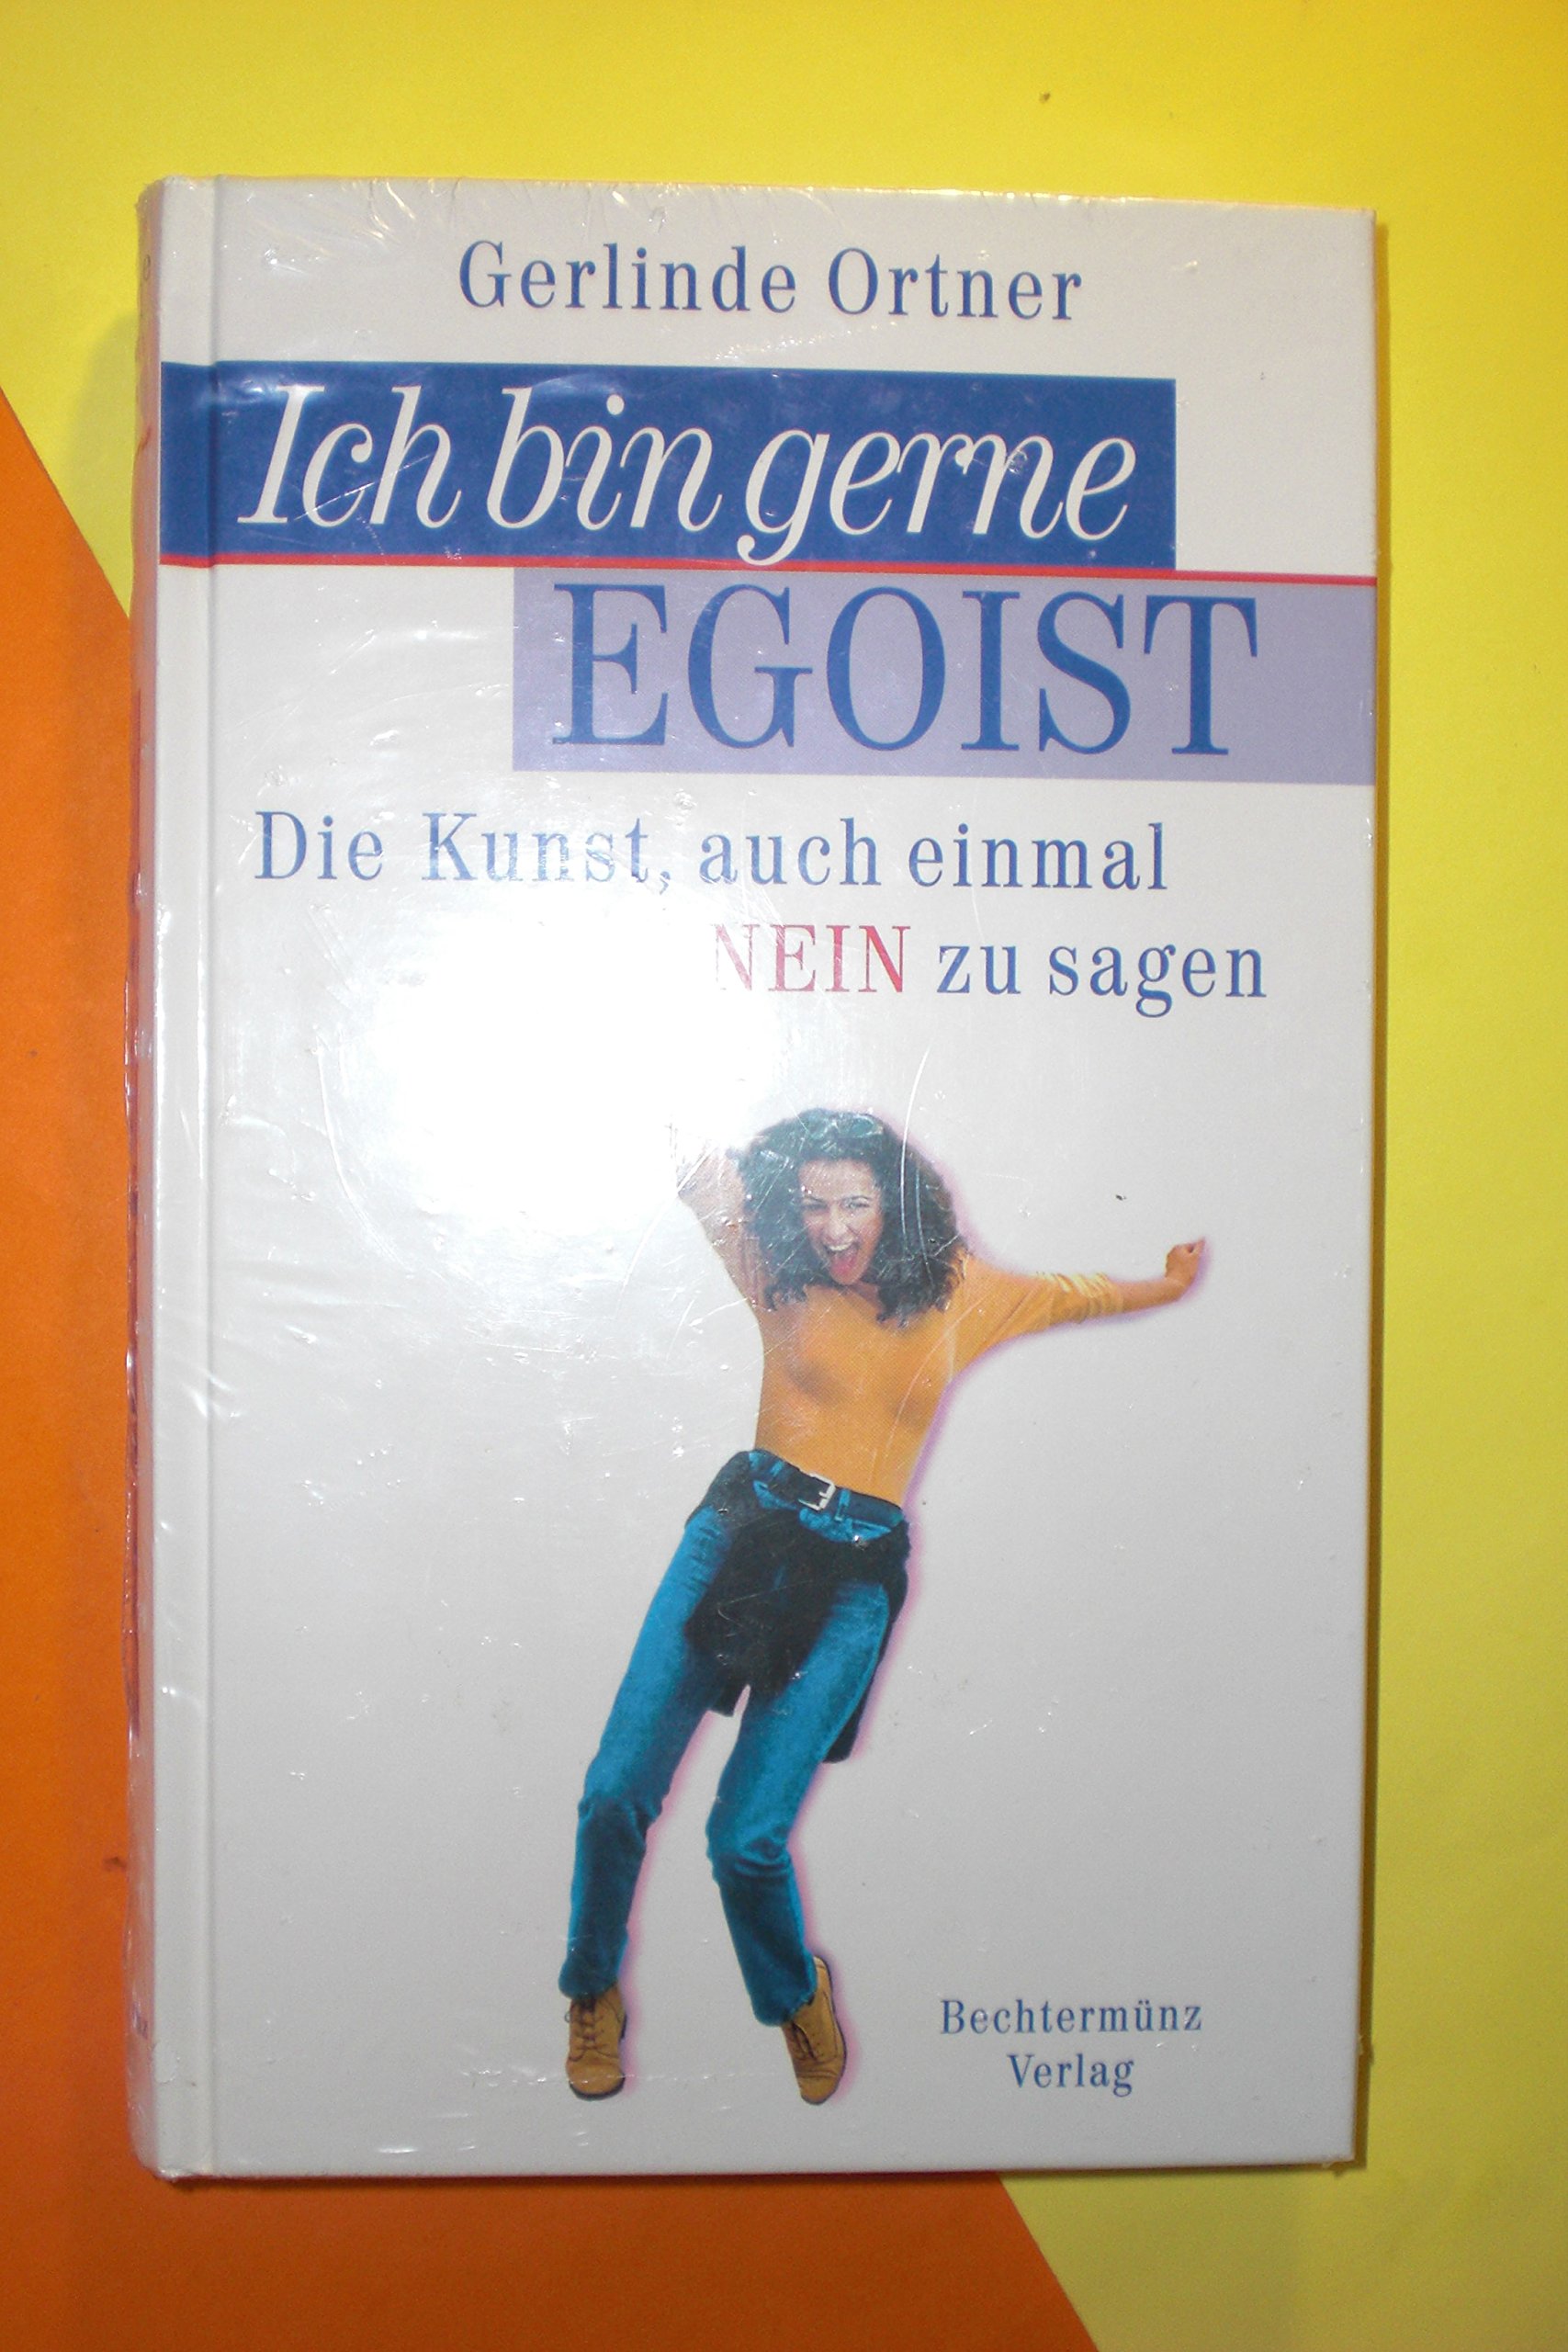 Gerlinde Ortner
Ich bin gerne
EGOIST
Die Kunst, auch einmal
NEIN zu sagen
Bechtermünz
Verlag